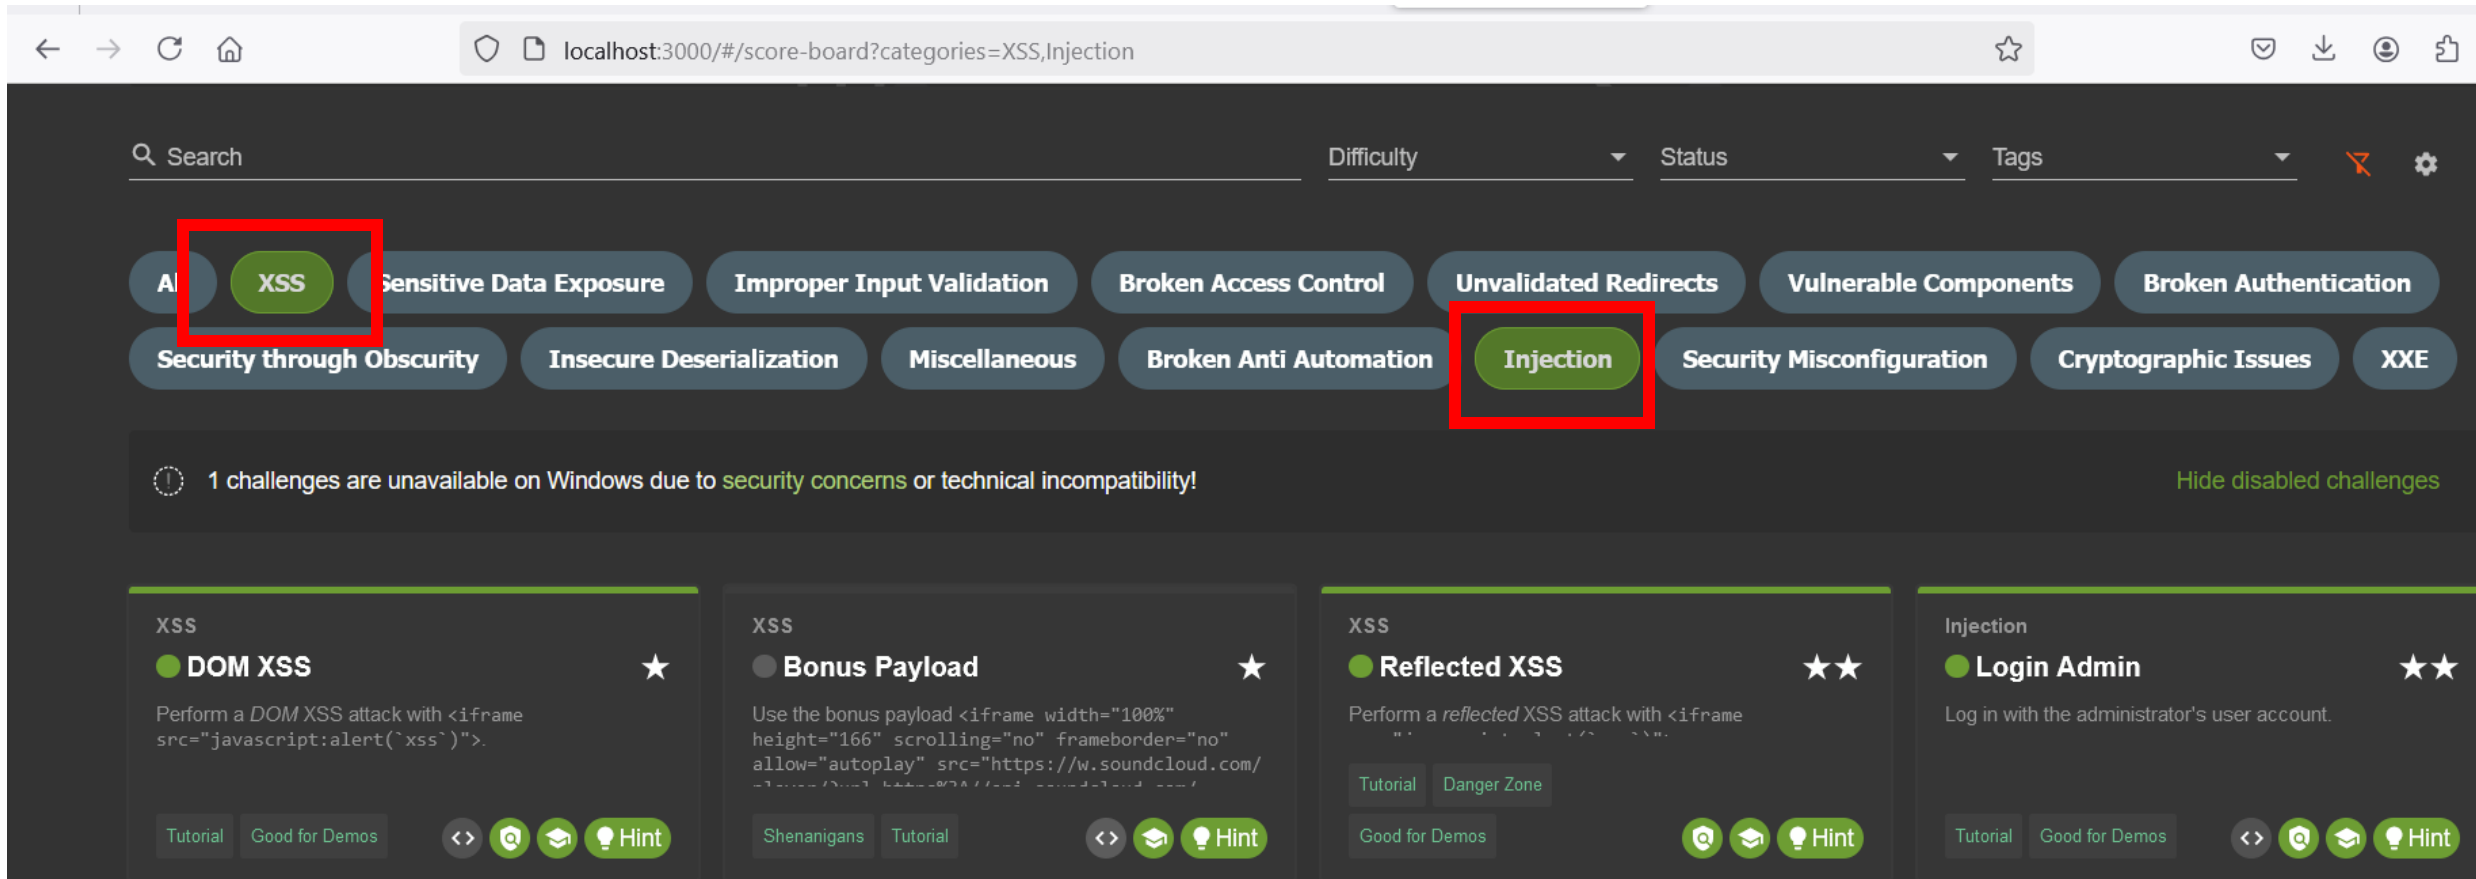 localhost:3000/#/score-board?categories=XSS,Injection
Search Difficulty Status Tags
XSS Sensitive Data Exposure Improper Input Validation Broken Access Control Unvalidated Redirects Vulnerable Components Broken Authentication
Security through Obscurity Insecure Deserialization Miscellaneous Broken Anti Automation Injection Security Misconfiguration Cryptographic Issues XXE
1 challenges are unavailable on Windows due to security concerns or technical incompatibility! Hide disabled challenges
XSS
DOM XSS
Perform a DOM XSS attack with <iframe
src="javascript:alert(`xss`)">.
Tutorial Good for Demos <> Hint
XSS
Bonus Payload
Use the bonus payload <iframe width="100%"
height="166" scrolling="no" frameborder="no"
allow="autoplay" src="https://w.soundcloud.com/
Shenanigans Tutorial <> Hint
XSS
Reflected XSS
Perform a reflected XSS attack with <iframe
Tutorial Danger Zone
Good for Demos Hint
Injection
Login Admin
Log in with the administrator's user account.
Tutorial Good for Demos <> Hint